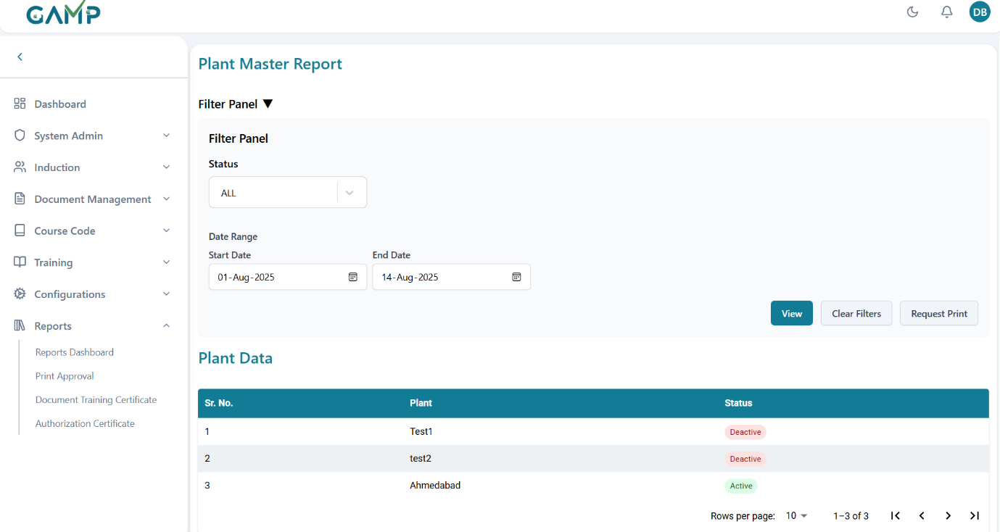 GAMP
DB
Dashboard
System Admin
Induction
Document Management
Course Code
Training
Configurations
Reports
Reports Dashboard
Print Approval
Document Training Certificate
Authorization Certificate
Plant Master Report
Filter Panel ▼
Filter Panel
Status
ALL
Date Range
Start Date End Date
01-Aug-2025 14-Aug-2025
View Clear Filters Request Print
Plant Data
Sr. No. Plant Status
1 Test1 Deactive
2 test2 Deactive
3 Ahmedabad Active
Rows per page: 10 1–3 of 3